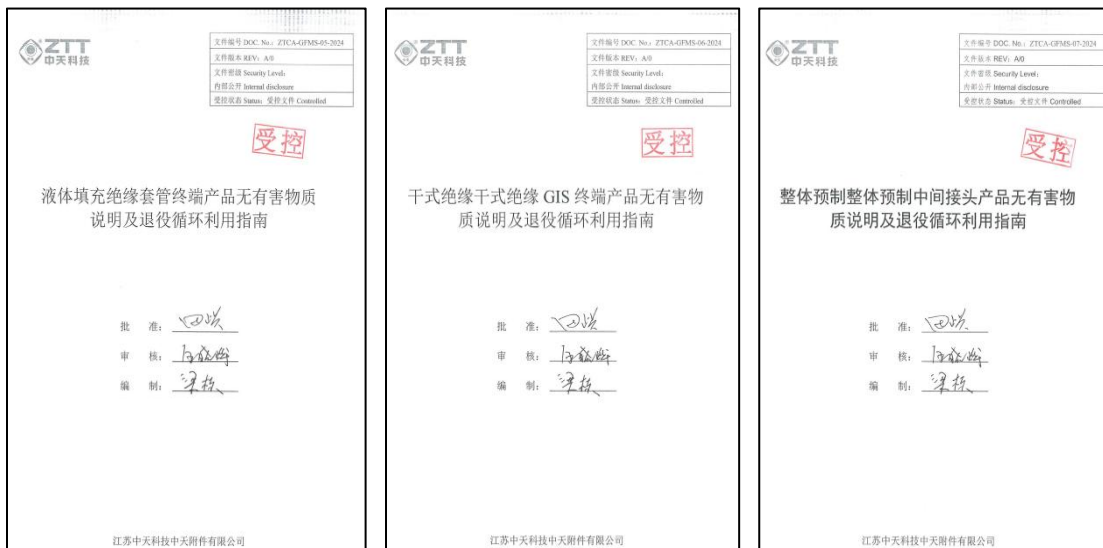 ZTT
中天科技
文件编号 DOC. No.: ZTCA-GFMS-05-2024
文件版本 REV: A/0
文件密级 Security Level:
内部公开 Internal disclosure
受控状态 Status: 受控文件 Controlled
受控
液体填充绝缘套管终端产品无有害物质
说明及退役循环利用指南
批 准:
审 核:
编 制:
江苏中天科技中天附件有限公司
ZTT
中天科技
文件编号 DOC. No.: ZTCA-GFMS-06-2024
文件版本 REV: A/0
文件密级 Security Level:
内部公开 Internal disclosure
受控状态 Status: 受控文件 Controlled
受控
干式绝缘干式绝缘 GIS 终端产品无有害物
质说明及退役循环利用指南
批 准:
审 核:
编 制:
江苏中天科技中天附件有限公司
ZTT
中天科技
文件编号 DOC. No.: ZTCA-GFMS-07-2024
文件版本 REV: A/0
文件密级 Security Level:
内部公开 Internal disclosure
受控状态 Status: 受控文件 Controlled
受控
整体预制整体预制中间接头产品无有害物
质说明及退役循环利用指南
批 准:
审 核:
编 制:
江苏中天科技中天附件有限公司